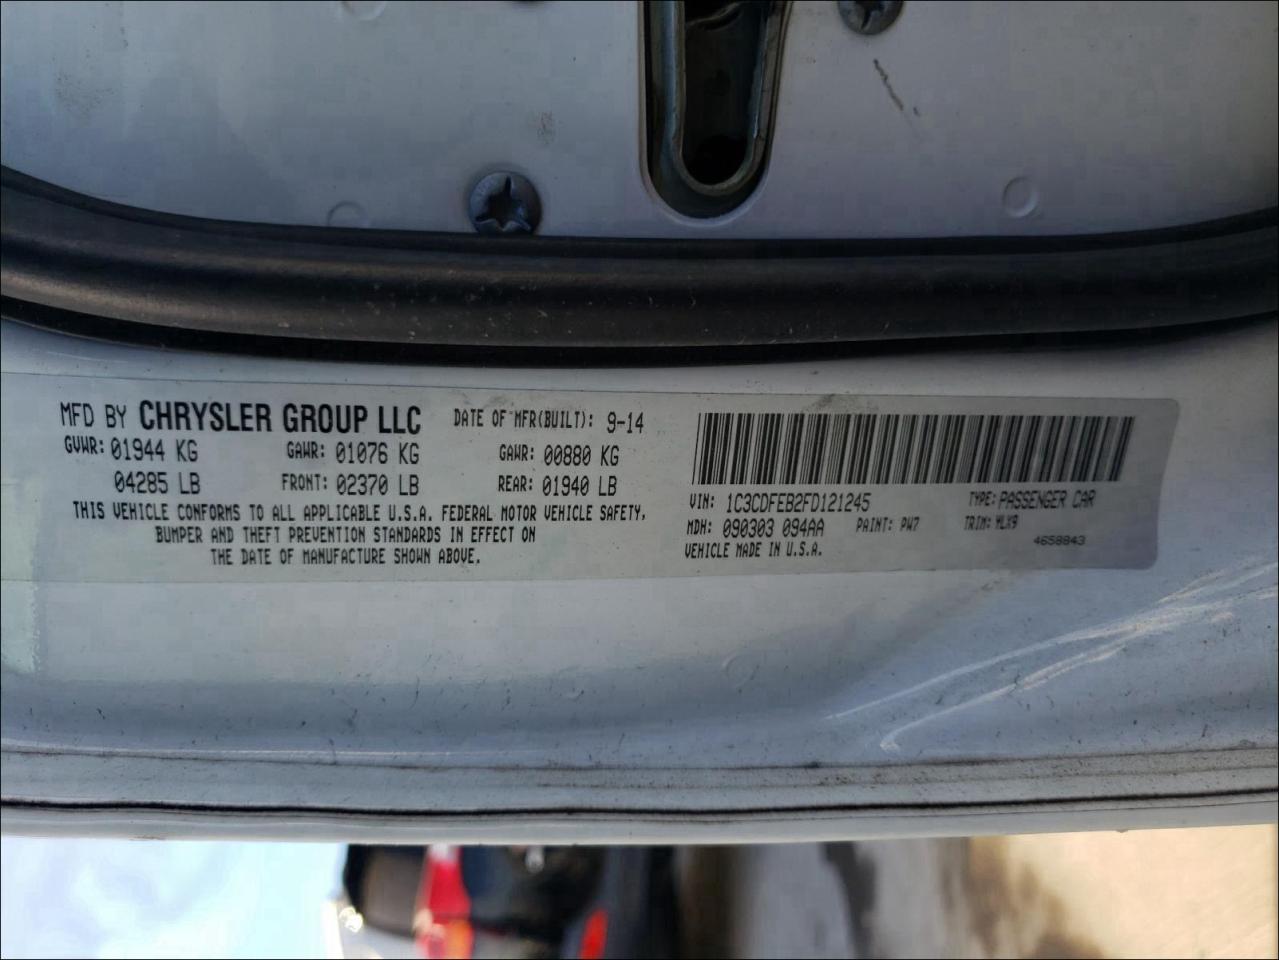 MFD BY CHRYSLER GROUP LLC DATE OF MFR(BUILT): 9-14
GVWR: 01944 KG GAWR: 01076 KG GAWR: 00880 KG
04285 LB FRONT: 02370 LB REAR: 01940 LB
THIS VEHICLE CONFORMS TO ALL APPLICABLE U.S.A. FEDERAL MOTOR VEHICLE SAFETY,
BUMPER AND THEFT PREVENTION STANDARDS IN EFFECT ON
THE DATE OF MANUFACTURE SHOWN ABOVE.
VIN: 1C3CDFEB2FD121245 TYPE: PASSENGER CAR
MDH: 090303 094AA PAINT: PW7 TRIM: MLX9
VEHICLE MADE IN U.S.A. 4658843